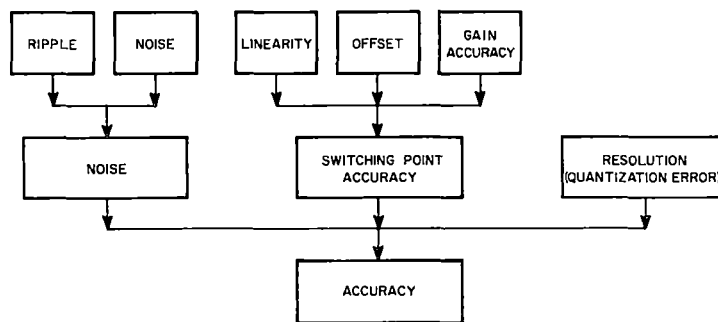 RIPPLE
NOISE
LINEARITY
OFFSET
GAIN
ACCURACY
NOISE
SWITCHING POINT
ACCURACY
RESOLUTION
(QUANTIZATION ERROR)
ACCURACY